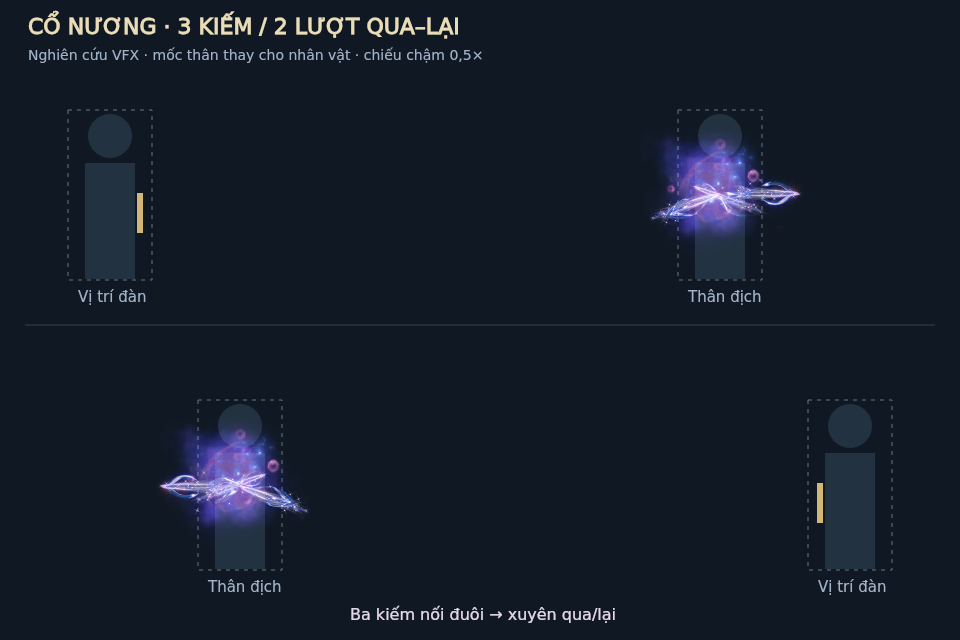 CỔ NƯƠNG · 3 KIẾM / 2 LƯỢT QUA–LẠI
Nghiên cứu VFX · mốc thân thay cho nhân vật · chiếu chậm 0,5×
Vị trí đàn
Thân địch
Thân địch
Vị trí đàn
Ba kiếm nối đuôi → xuyên qua/lại